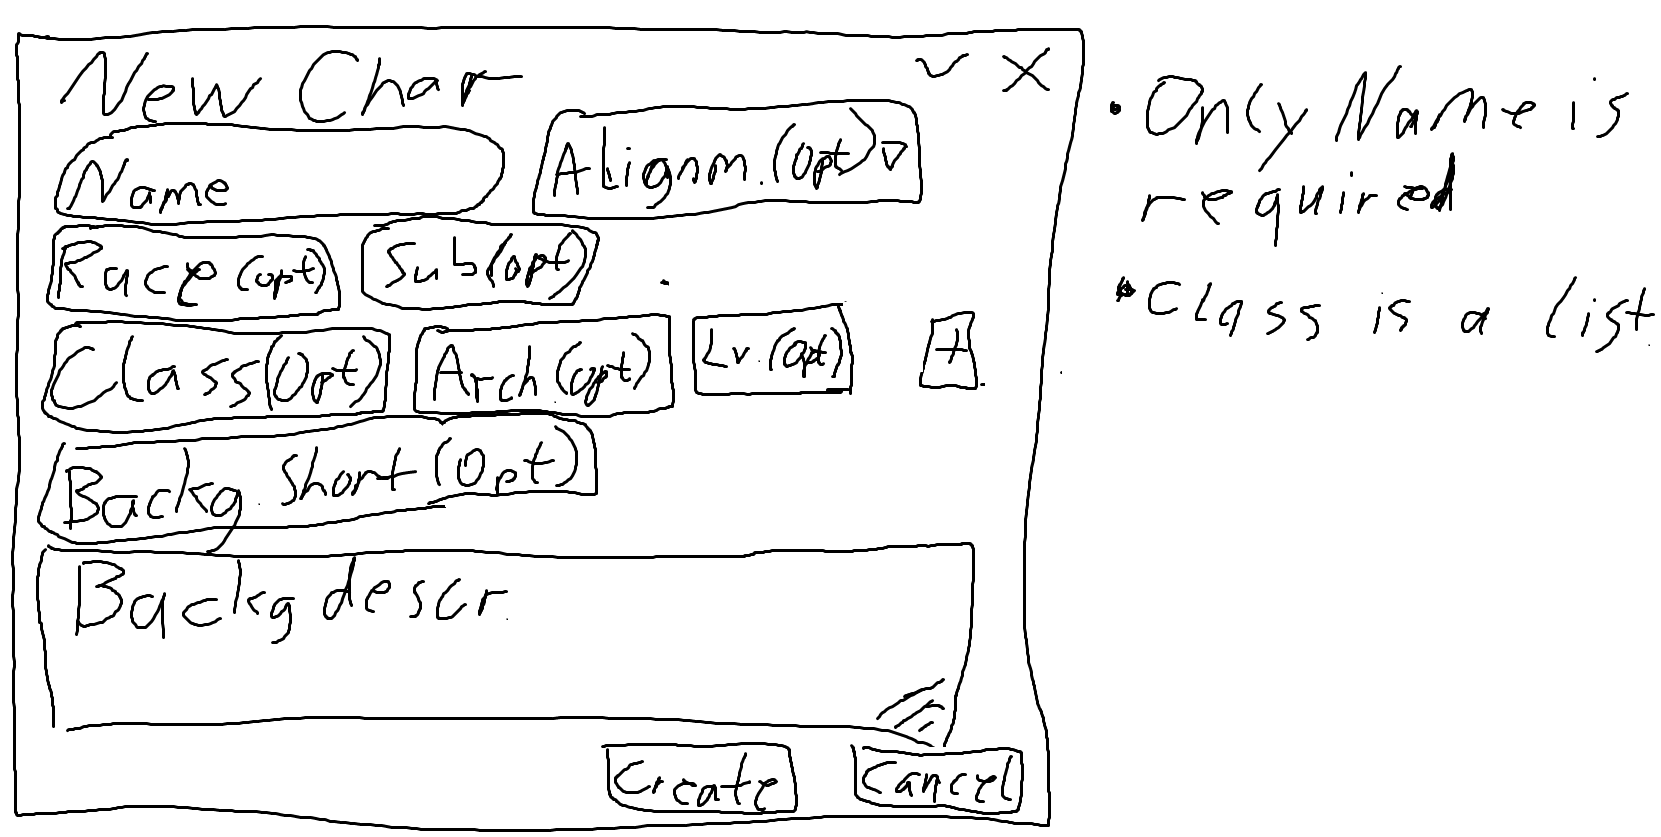 New Char
Name Alignm.(Opt)
Race (opt) Sub (opt)
Class (Opt) Arch (opt) Lv. (Opt) +
Backg. Short (Opt)
Backg descr.
Create Cancel
• Only Name is
required
• Class is a list